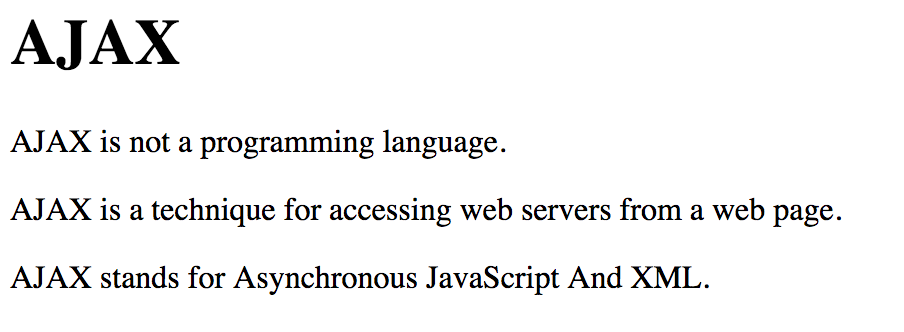 AJAX
AJAX is not a programming language.
AJAX is a technique for accessing web servers from a web page.
AJAX stands for Asynchronous JavaScript And XML.